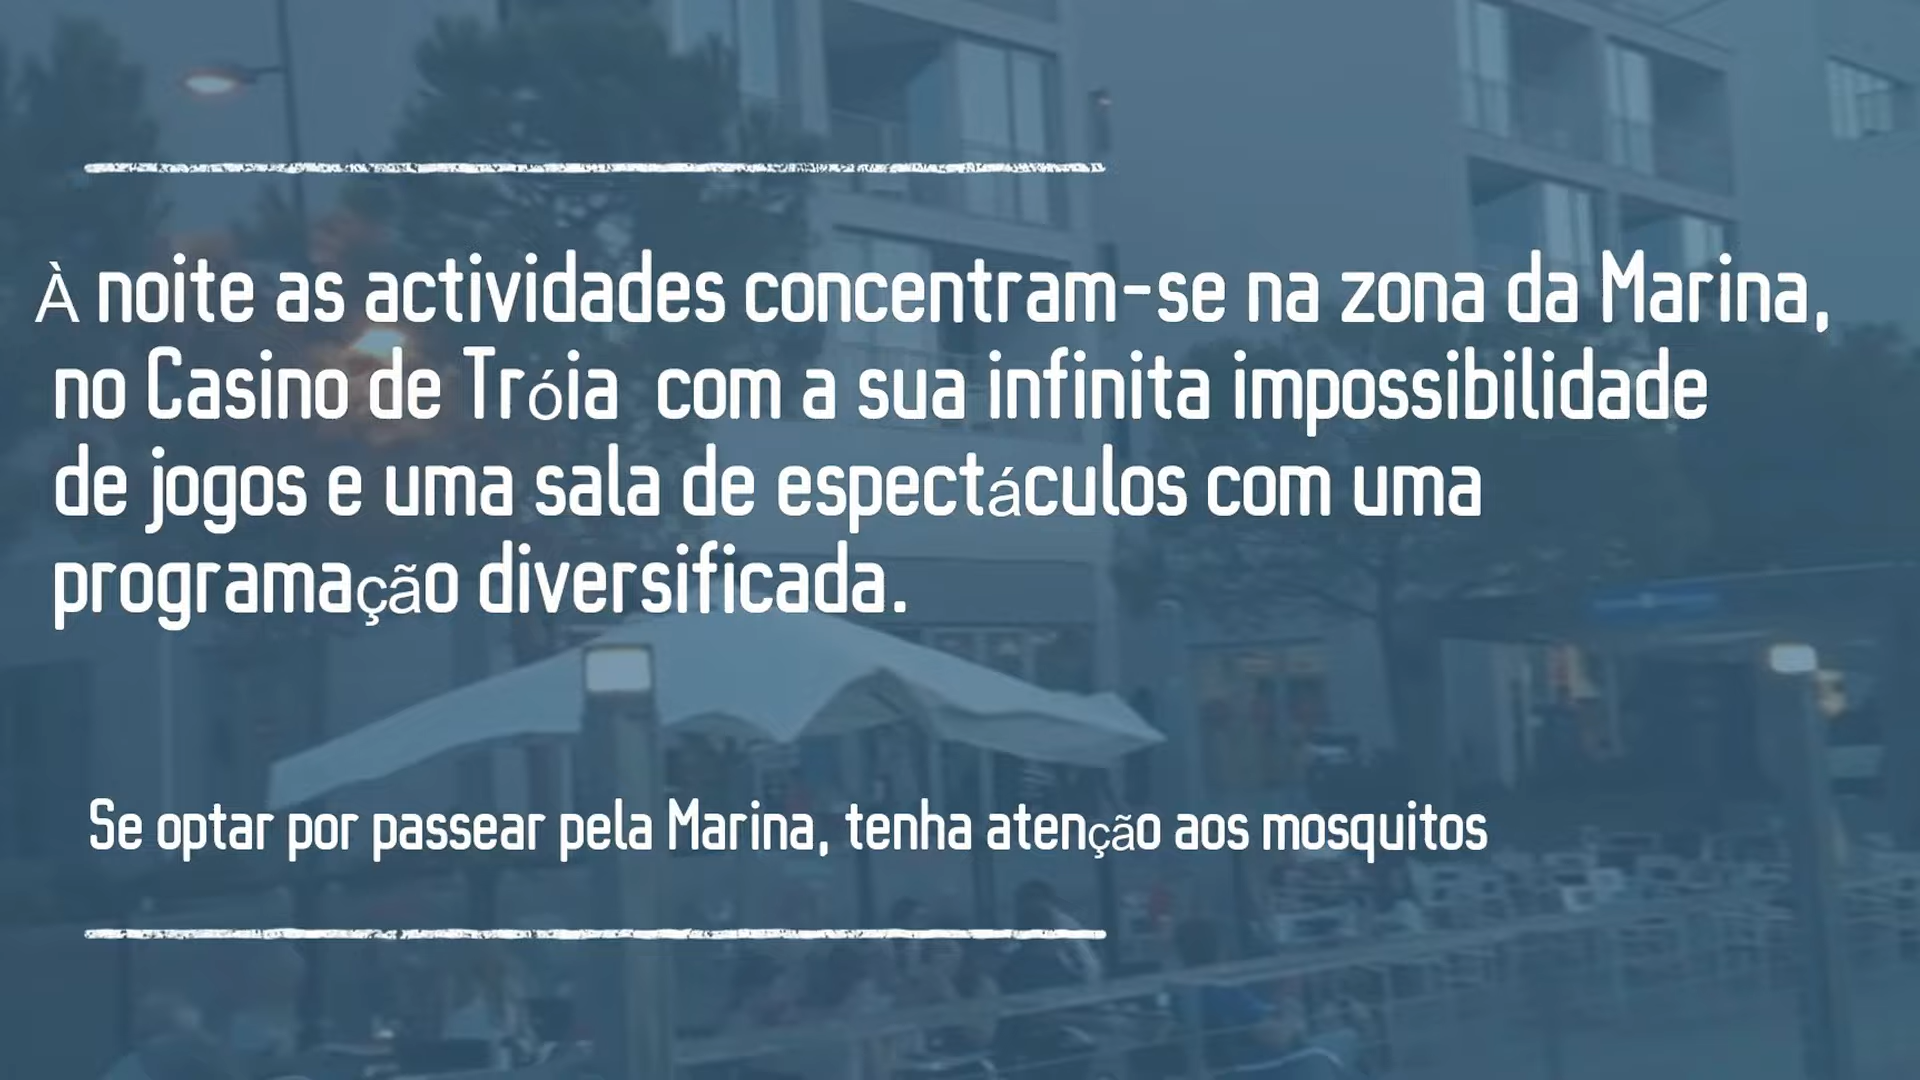 À noite as actividades concentram-se na zona da Marina,
no Casino de Tróia com a sua infinita impossibilidade
de jogos e uma sala de espectáculos com uma
programação diversificada.
Se optar por passear pela Marina, tenha atenção aos mosquitos